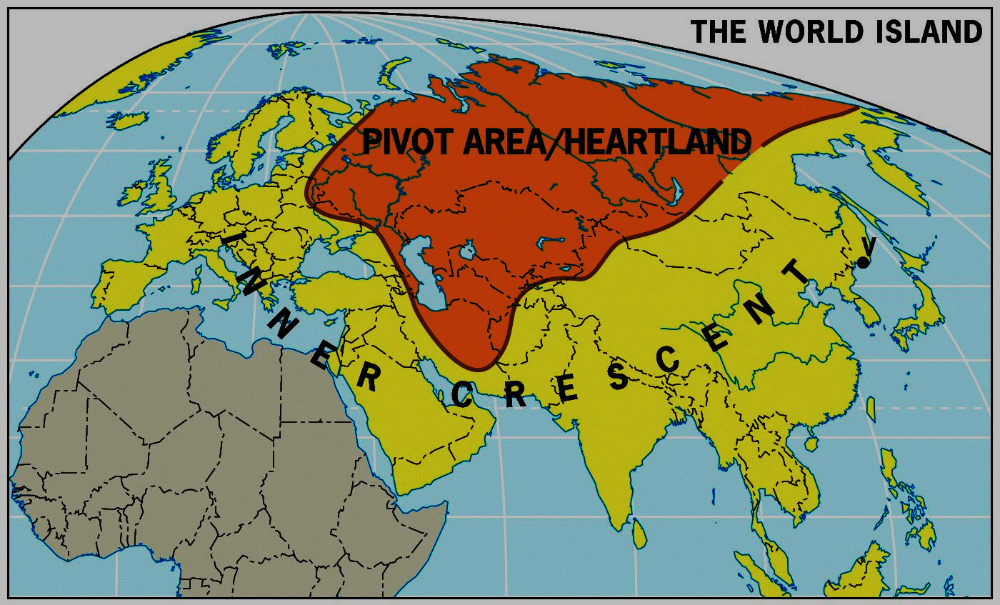 THE WORLD ISLAND
PIVOT AREA/HEARTLAND
V
INNER CRESCENT